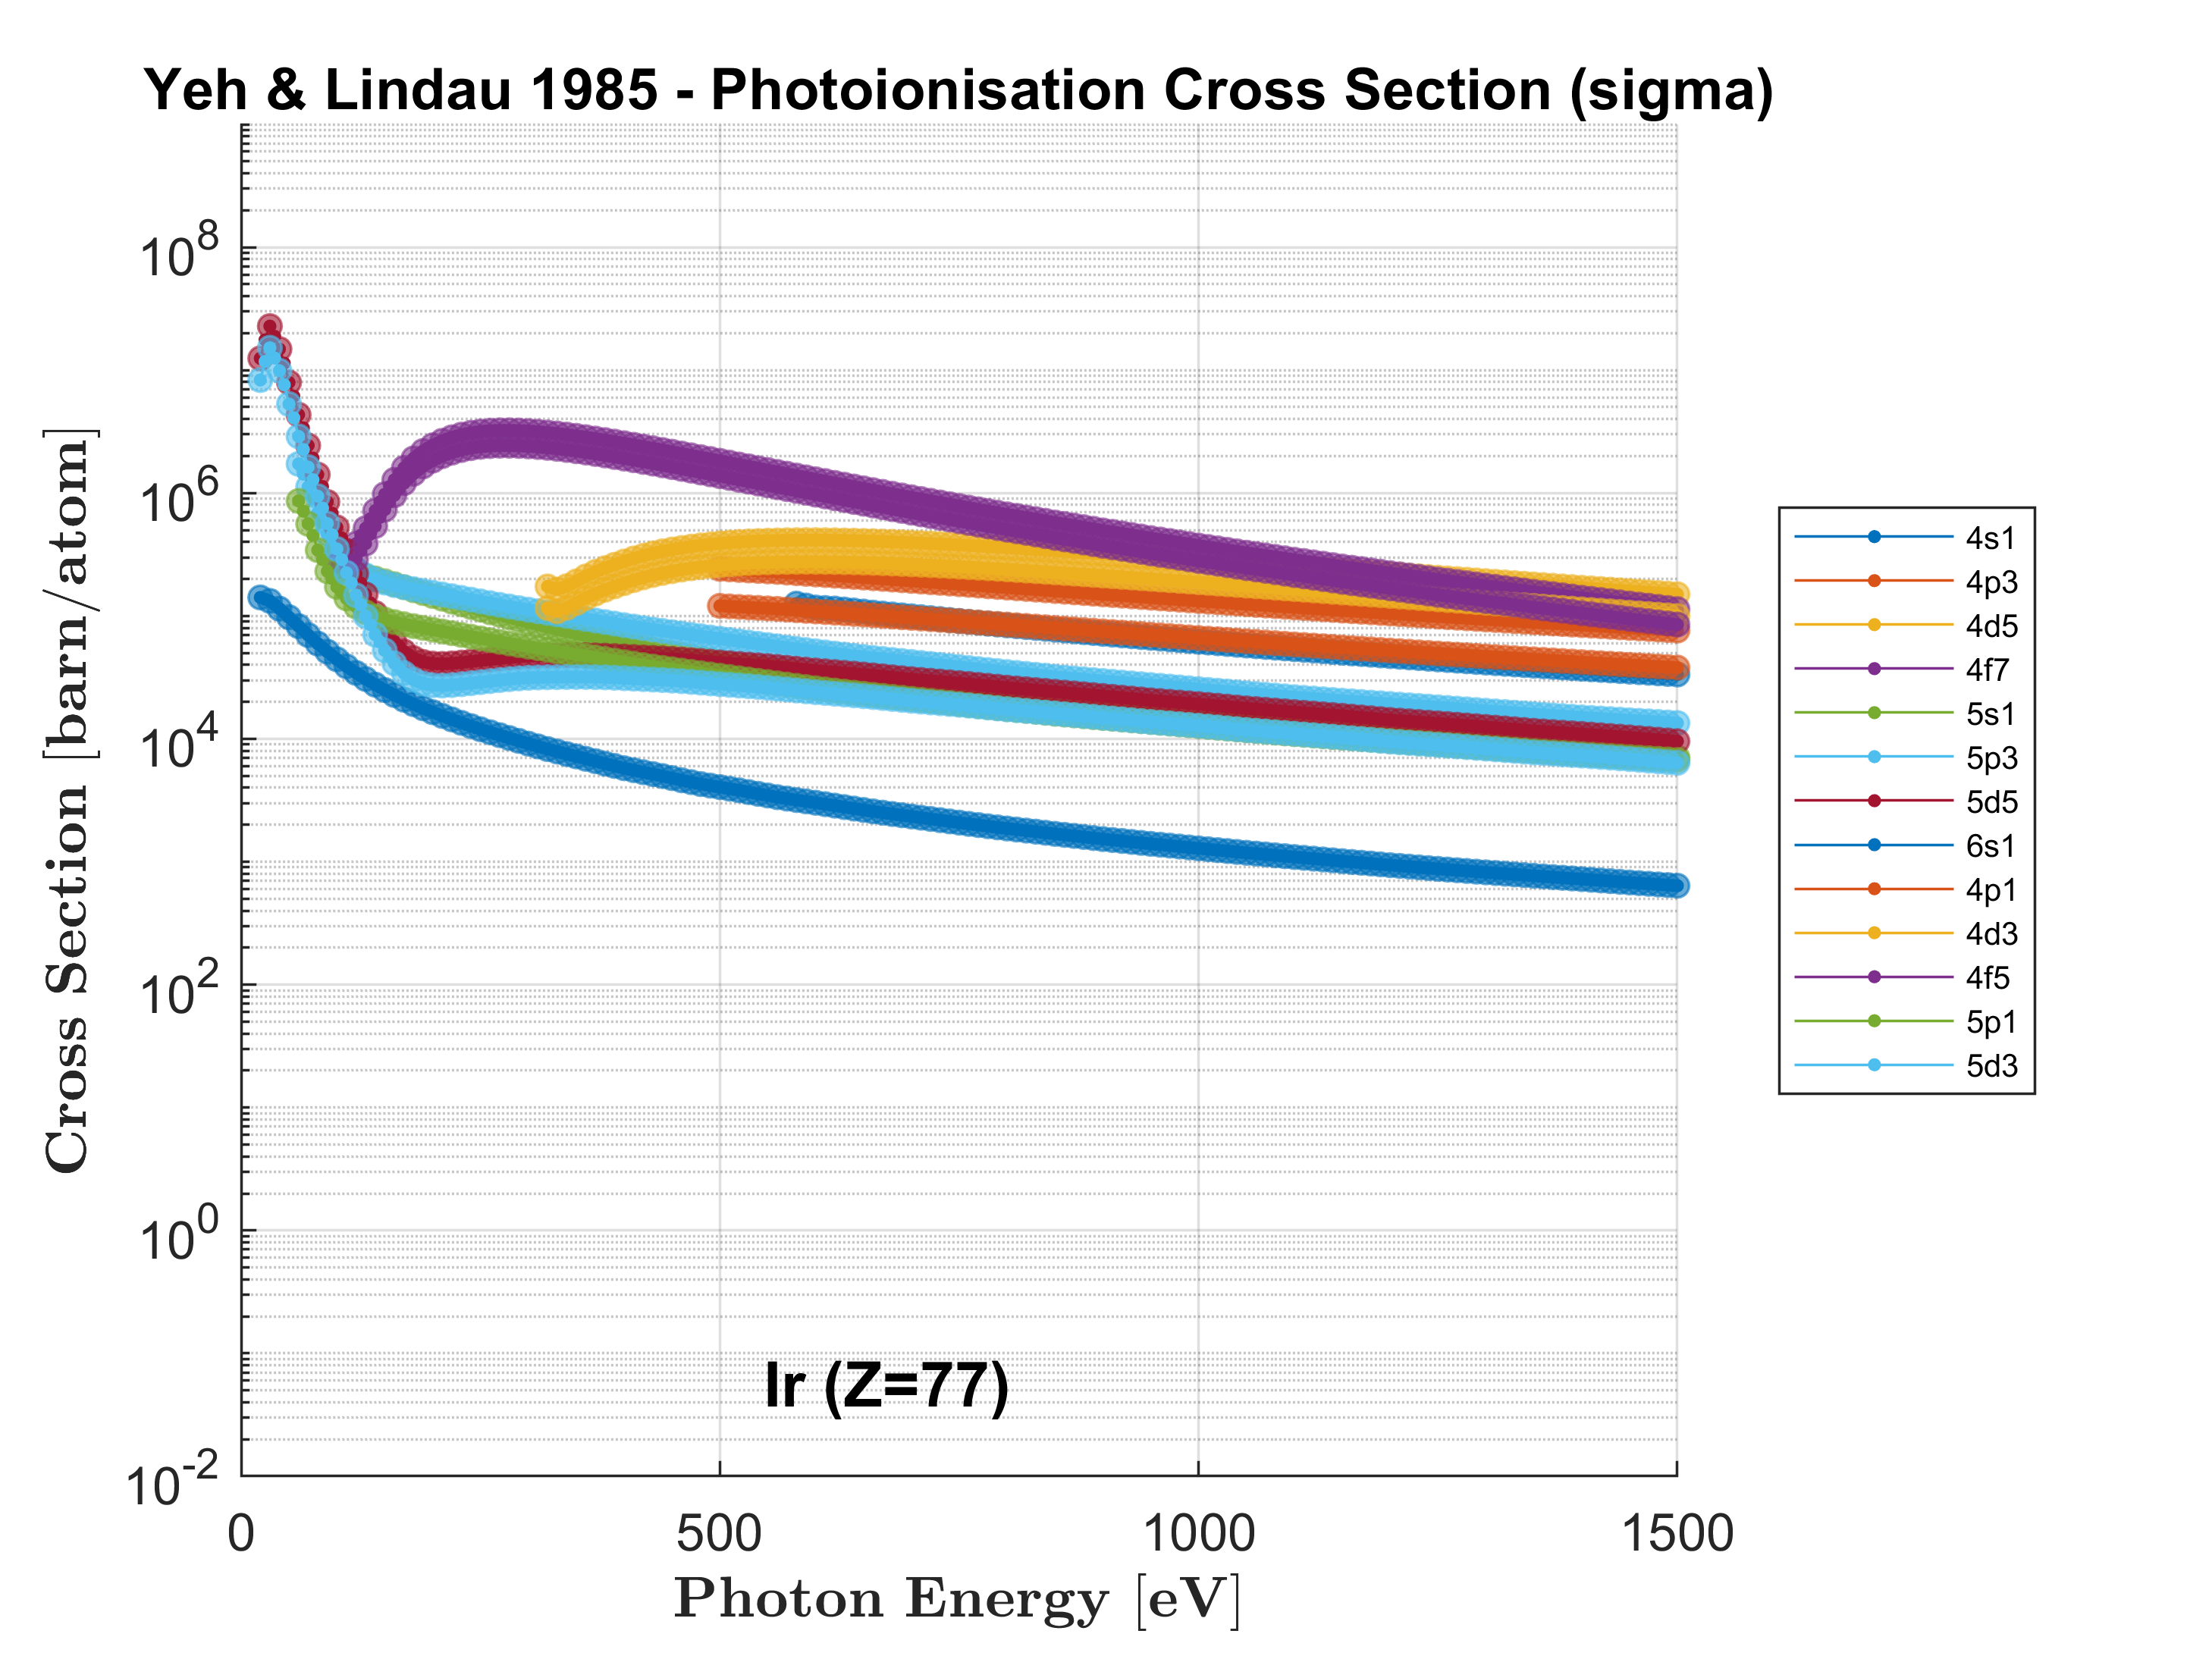 Yeh & Lindau 1985 - Photoionisation Cross Section (sigma)
10^8
10^6
10^4
10^2
10^0
10^-2
Cross Section [barn/atom]
0 500 1000 1500
Photon Energy [eV]
Ir (Z=77)
4s1
4p3
4d5
4f7
5s1
5p3
5d5
6s1
4p1
4d3
4f5
5p1
5d3